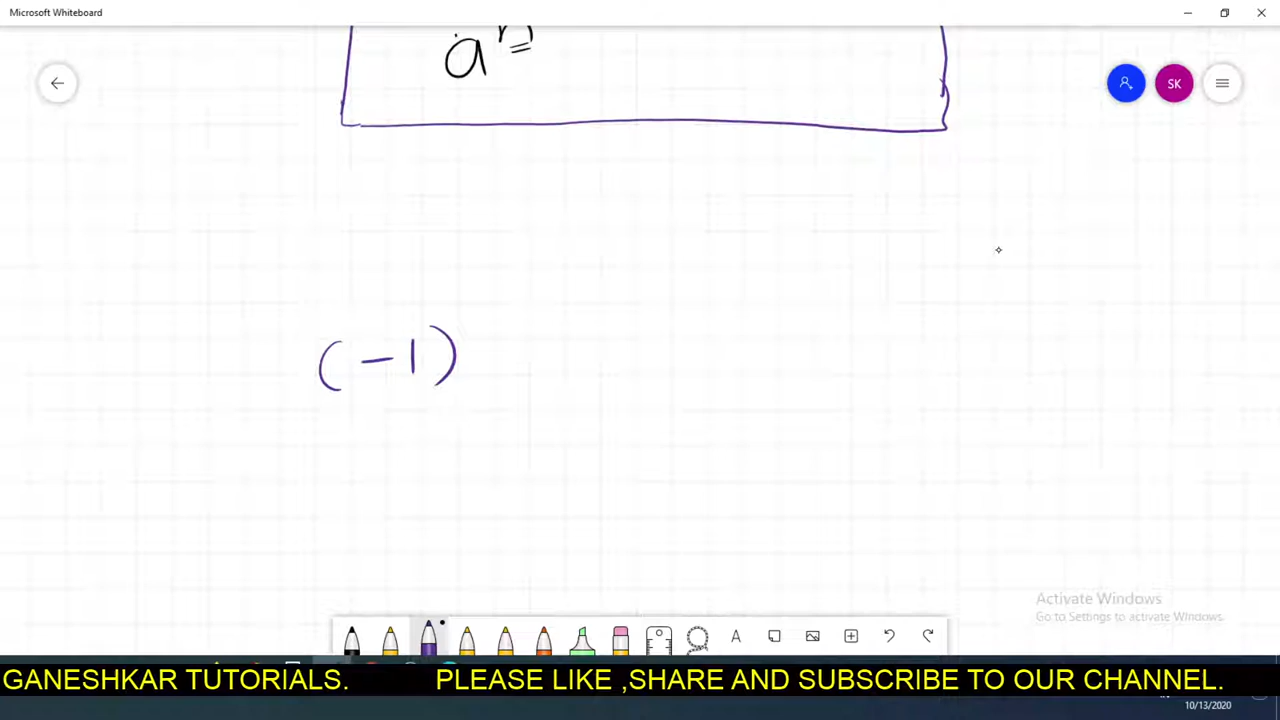 Microsoft Whiteboard
SK
(-1)
Activate Windows
Go to Settings to activate Windows.
GANESHKAR TUTORIALS. PLEASE LIKE ,SHARE AND SUBSCRIBE TO OUR CHANNEL.
10/13/2020